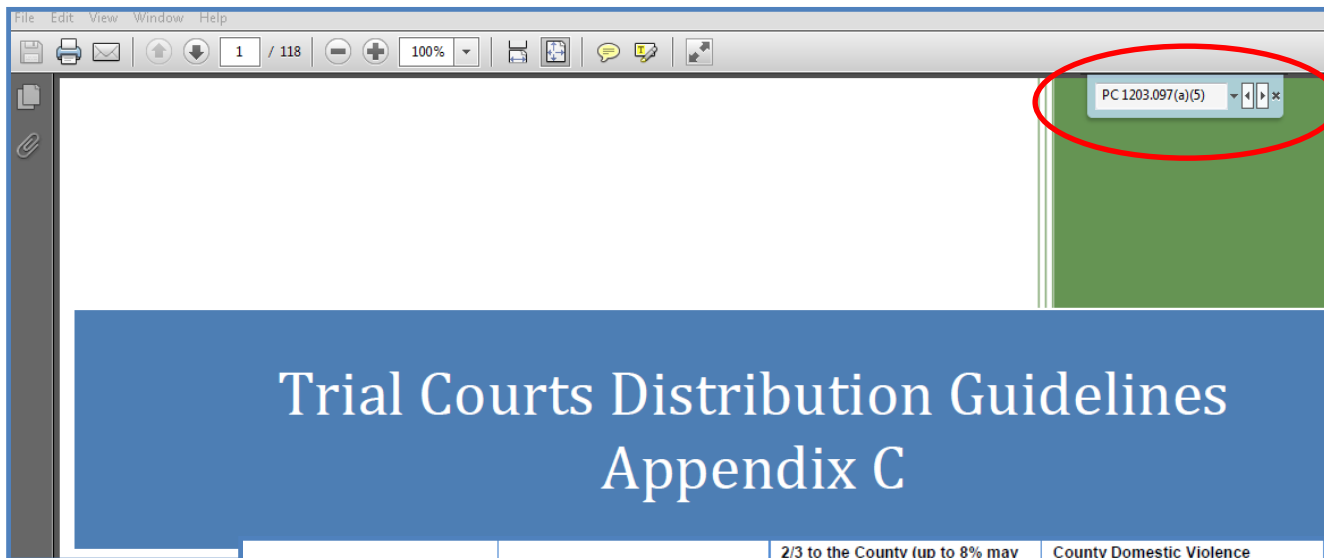 File Edit View Window Help
1 / 118 100%
PC 1203.097(a)(5)
Trial Courts Distribution Guidelines
Appendix C
2/3 to the County (up to 8% may
County Domestic Violence